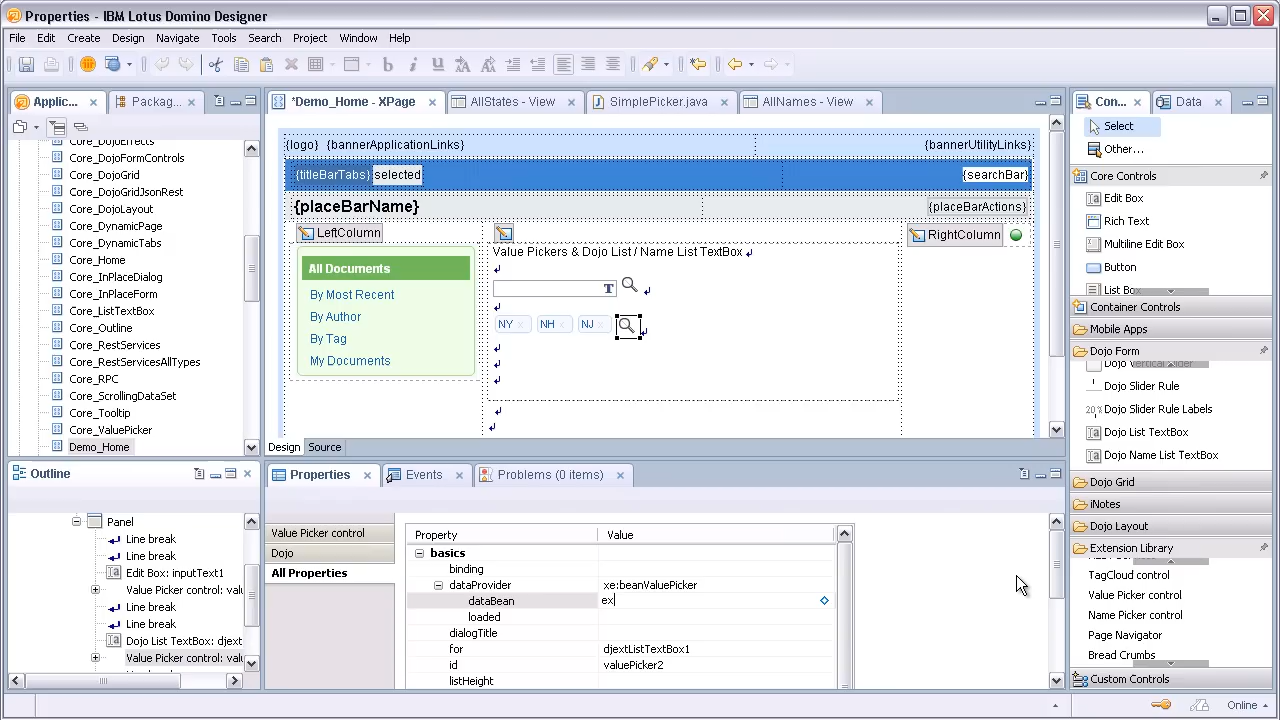 Properties - IBM Lotus Domino Designer
File Edit Create Design Navigate Tools Search Project Window Help
Applic...
Packag...
Core_DojoEffects
Core_DojoFormControls
Core_DojoGrid
Core_DojoGridJsonRest
Core_DojoLayout
Core_DynamicPage
Core_DynamicTabs
Core_Home
Core_InPlaceDialog
Core_InPlaceForm
Core_ListTextBox
Core_Outline
Core_RestServices
Core_RestServicesAllTypes
Core_RPC
Core_ScrollingDataSet
Core_Tooltip
Core_ValuePicker
Demo_Home
*Demo_Home - XPage
AllStates - View
SimplePicker.java
AllNames - View
{logo} {bannerApplicationLinks} {bannerUtilityLinks}
{titleBarTabs} selected {searchBar}
{placeBarName} {placeBarActions}
LeftColumn
RightColumn
All Documents
By Most Recent
By Author
By Tag
My Documents
Value Pickers & Dojo List / Name List TextBox
T
NY x NH < NJ x
Design Source
Con...
Data
Select
Other...
Core Controls
Edit Box
Rich Text
Multiline Edit Box
Button
List Box
Container Controls
Mobile Apps
Dojo Form
Dojo Vertical Slider
Dojo Slider Rule
Dojo Slider Rule Labels
Dojo List TextBox
Dojo Name List TextBox
Dojo Grid
iNotes
Dojo Layout
Extension Library
TagCloud control
Value Picker control
Name Picker control
Page Navigator
Bread Crumbs
Custom Controls
Outline
Panel
Line break
Line break
Edit Box: inputText1
Value Picker control: valu
Line break
Line break
Dojo List TextBox: djext
Value Picker control: valu
Properties
Events
Problems (0 items)
Value Picker control
Dojo
All Properties
Property Value
basics
binding
dataProvider xe:beanValuePicker
dataBean ex
loaded
dialogTitle
for djextListTextBox1
id valuePicker2
listHeight
Online